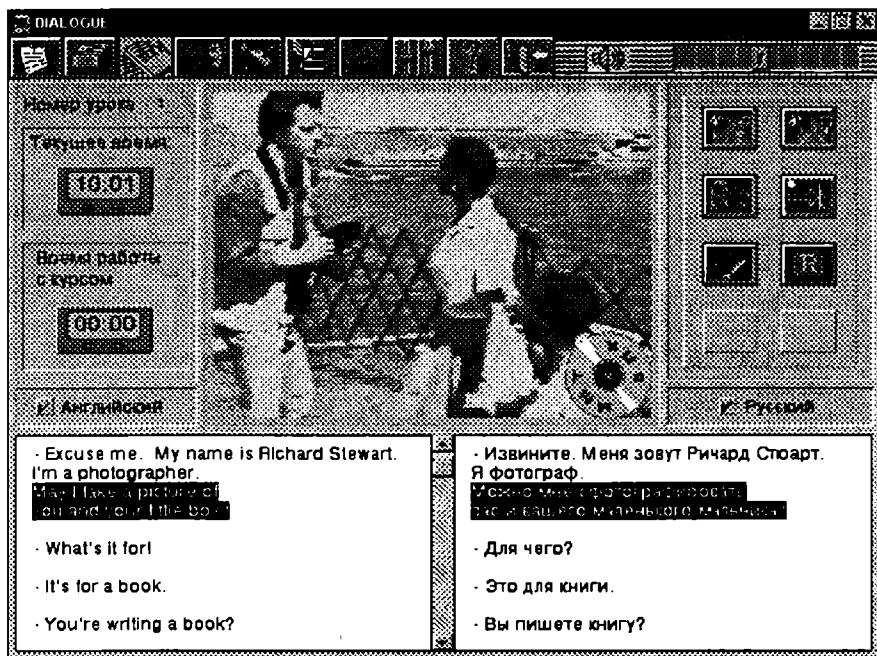 DIALOGUE
Номер урока 1
Текущее время
10:01
Время работы
с курсом
00:00
Английский
Русский
- Excuse me. My name is Richard Stewart.
I'm a photographer.
May I take a picture of
you and your little boy?
- What's it for!
- It's for a book.
- You're writing a book?
- Извините. Меня зовут Ричард Стюарт.
Я фотограф.
Можно мне сфотографировать
вас и вашего маленького мальчика?
- Для чего?
- Это для книги.
- Вы пишете книгу?